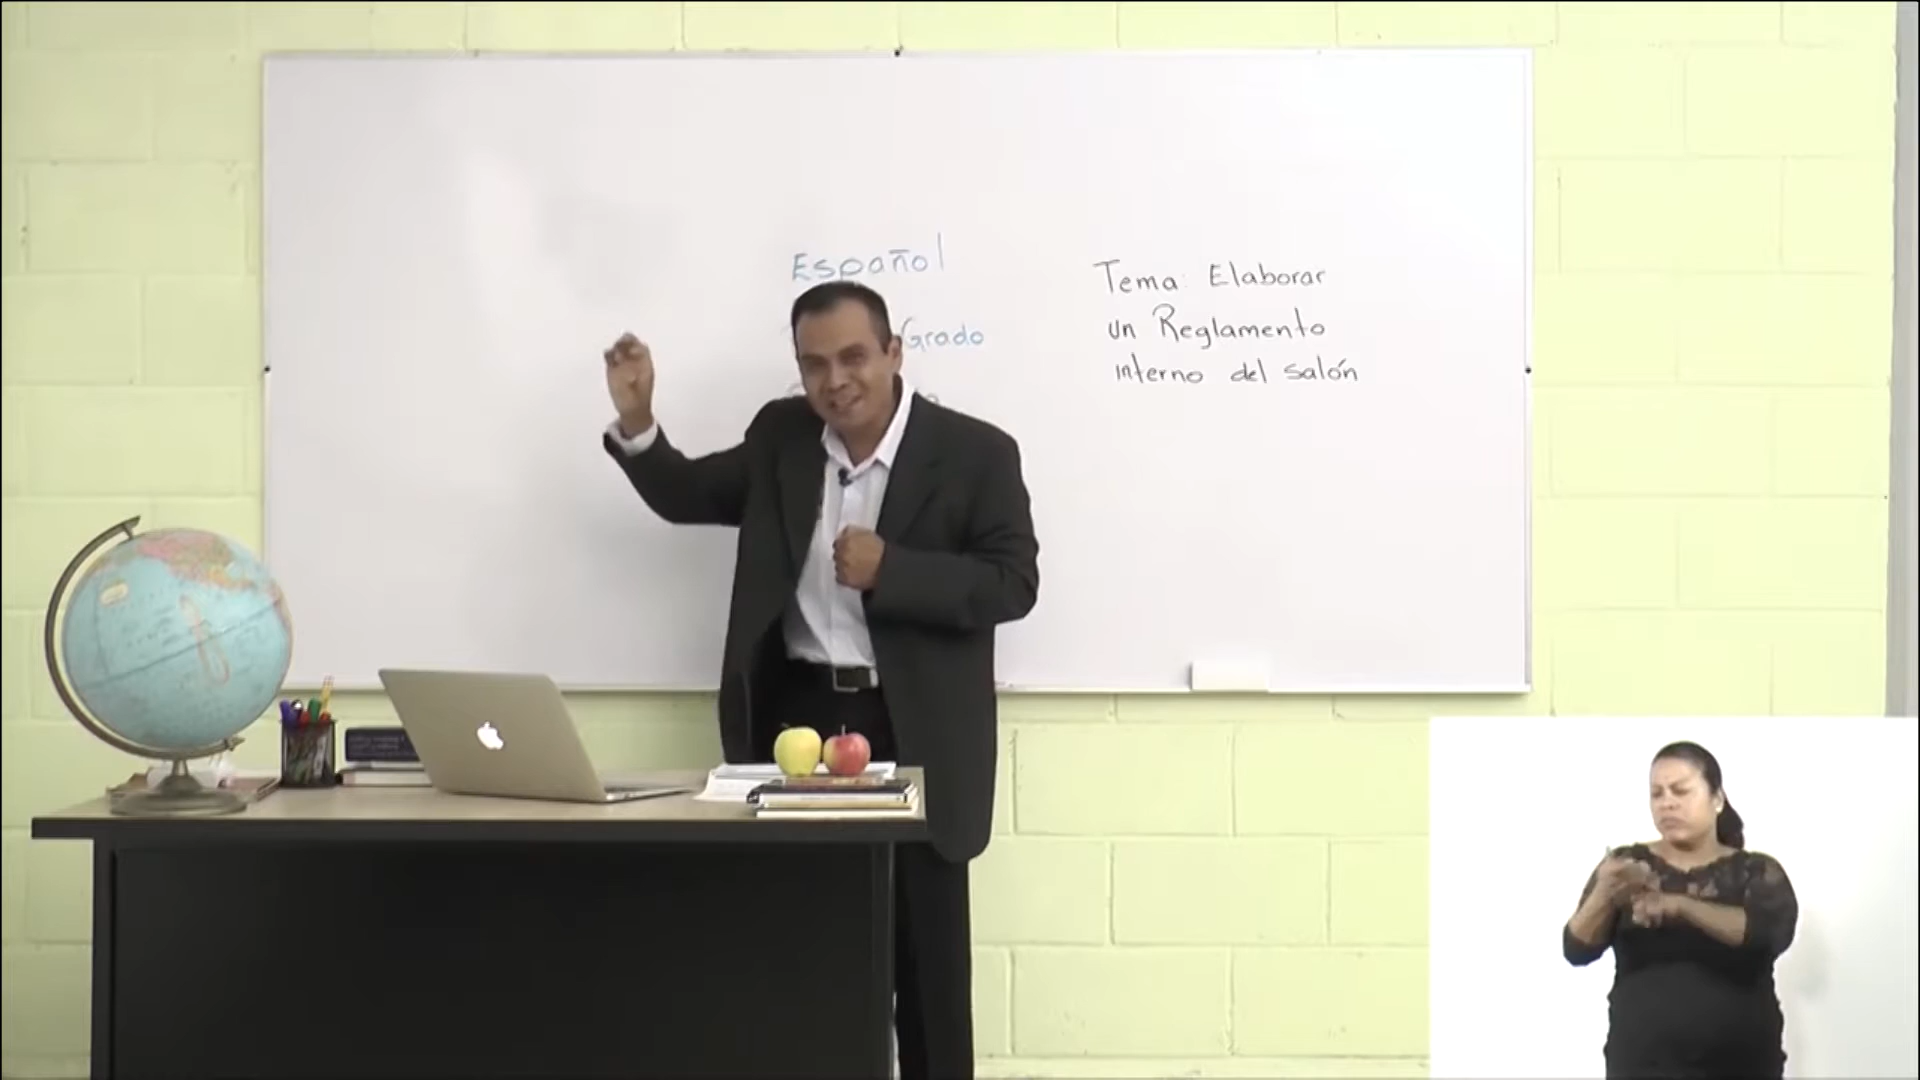 Español
Grado
Tema: Elaborar
un Reglamento
interno del salón